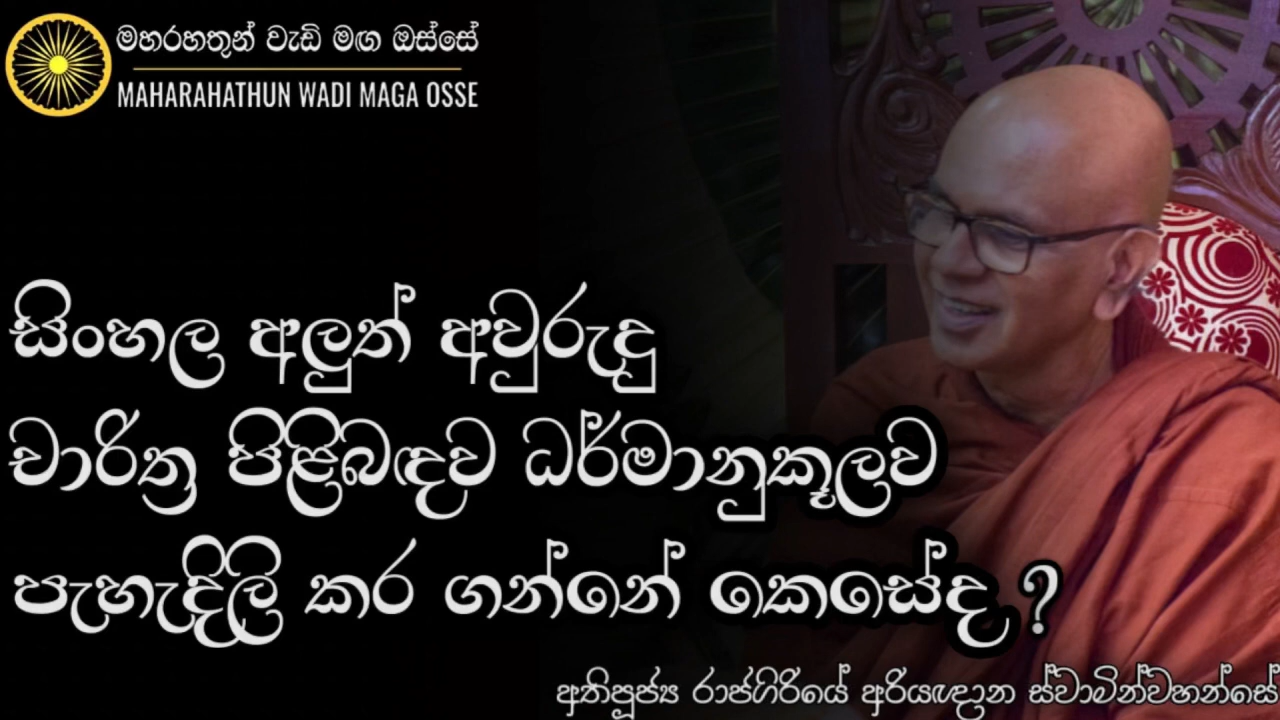 මහරහතුන් වැඩි මඟ ඔස්සේ
MAHARAHATHUN WADI MAGA OSSE
සිංහල අලුත් අවුරුදු
චාරිත්‍ර පිළිබඳව ධර්මානුකූලව
පැහැදිලි කර ගන්නේ කෙසේද ?
අතිපූජ්‍ය රාජගිරියේ අරියඥාන ස්වාමින්වහන්සේ